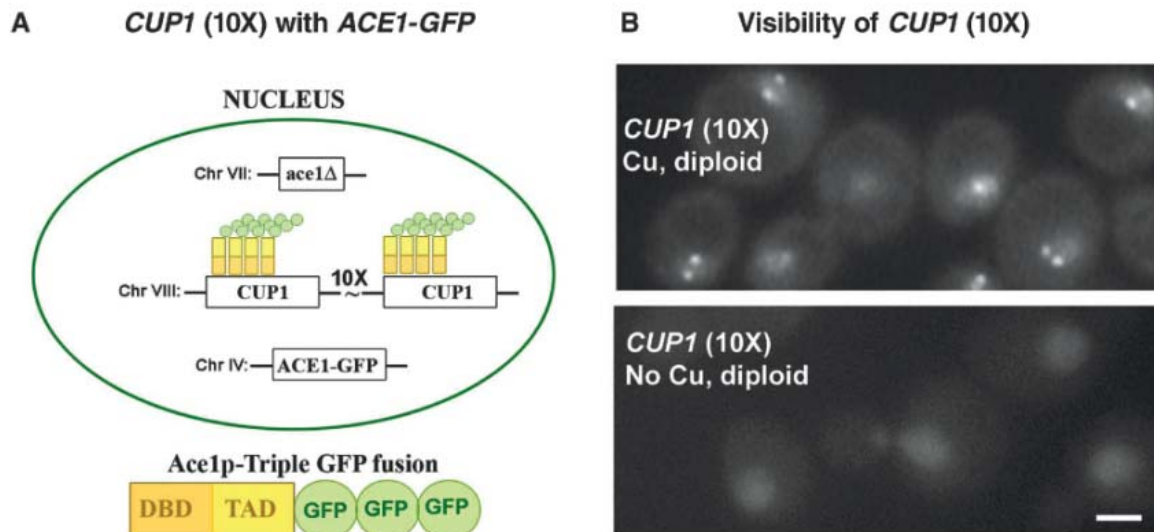 A CUP1 (10X) with ACE1-GFP
NUCLEUS
Chr VII: ace1Δ
10X
Chr VIII: CUP1 ~ CUP1
Chr IV: ACE1-GFP
Ace1p-Triple GFP fusion
DBD TAD GFP GFP GFP
B Visibility of CUP1 (10X)
CUP1 (10X)
Cu, diploid
CUP1 (10X)
No Cu, diploid